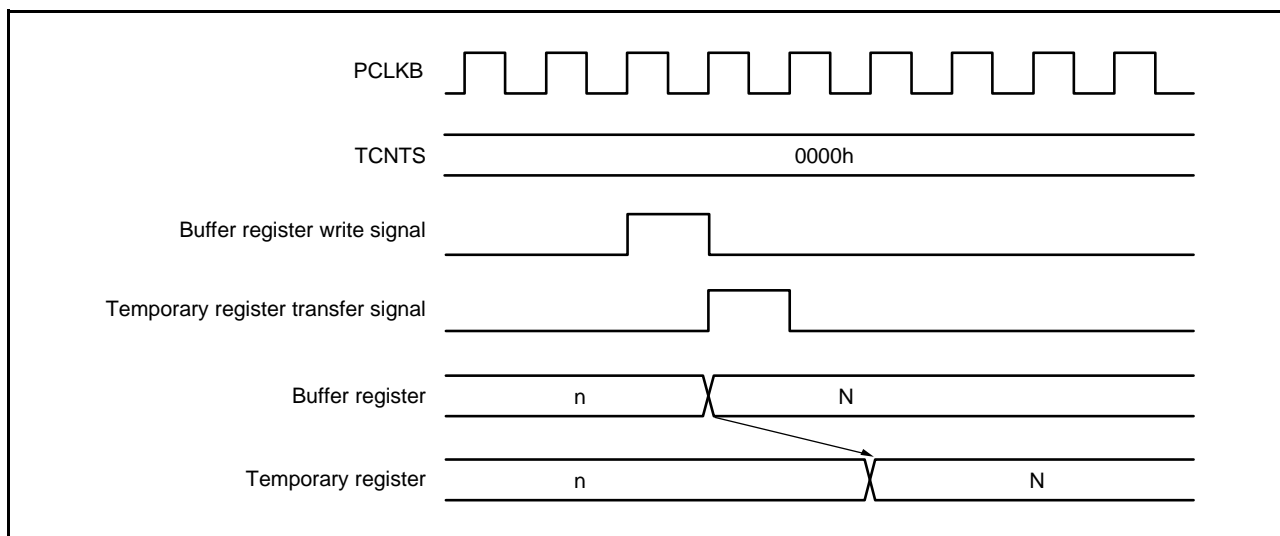 PCLKB
TCNTS 0000h
Buffer register write signal
Temporary register transfer signal
Buffer register n N
Temporary register n N